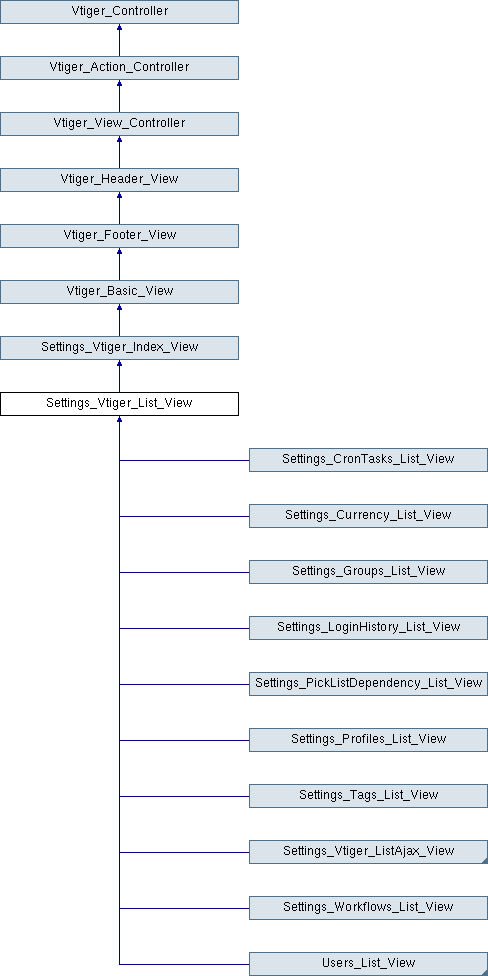 Vtiger_Controller
Vtiger_Action_Controller
Vtiger_View_Controller
Vtiger_Header_View
Vtiger_Footer_View
Vtiger_Basic_View
Settings_Vtiger_Index_View
Settings_Vtiger_List_View
Settings_CronTasks_List_View
Settings_Currency_List_View
Settings_Groups_List_View
Settings_LoginHistory_List_View
Settings_PickListDependency_List_View
Settings_Profiles_List_View
Settings_Tags_List_View
Settings_Vtiger_ListAjax_View
Settings_Workflows_List_View
Users_List_View